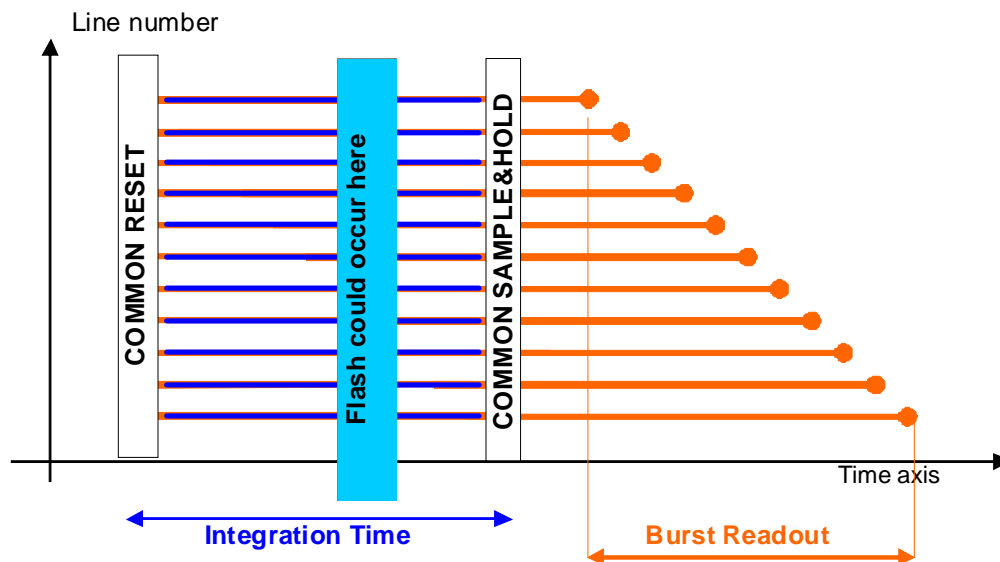 Line number
COMMON RESET
Flash could occur here
COMMON SAMPLE&HOLD
Time axis
Integration Time
Burst Readout